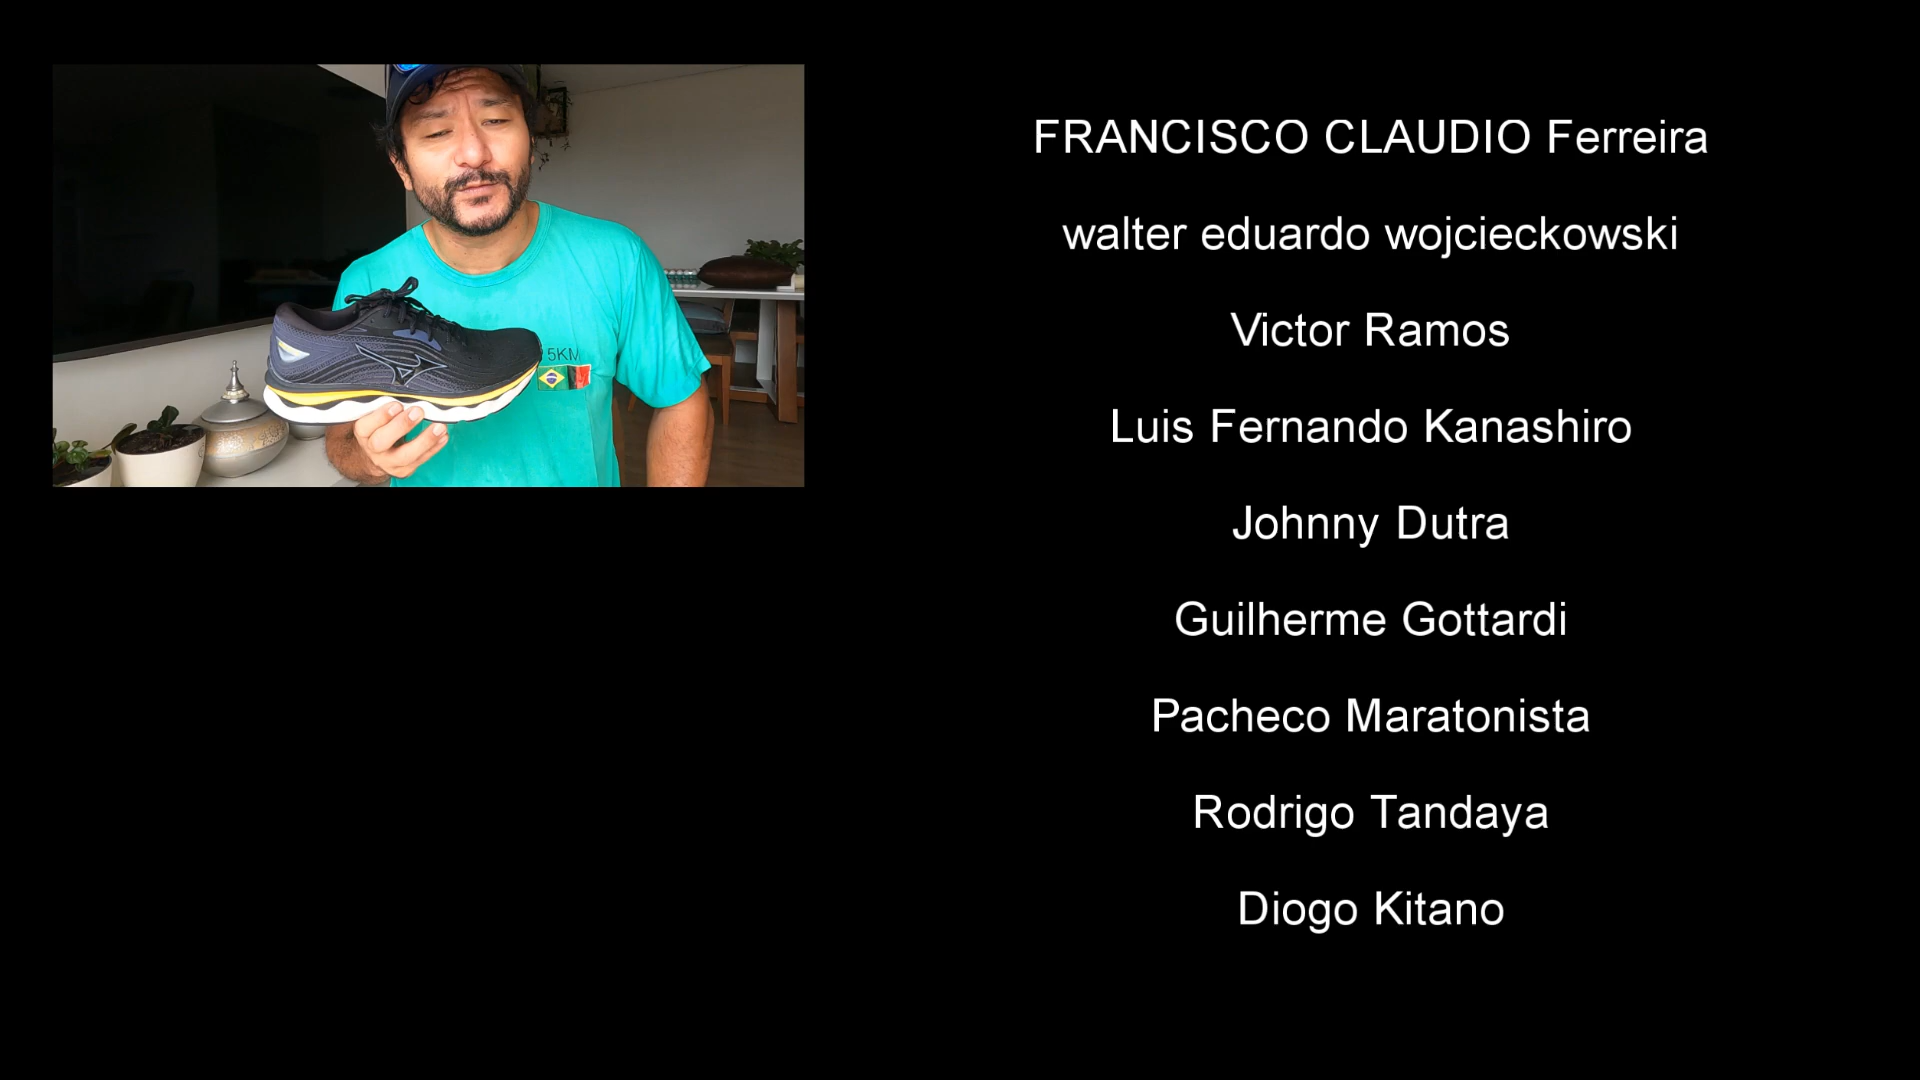 FRANCISCO CLAUDIO Ferreira
walter eduardo wojcieckowski
Victor Ramos
Luis Fernando Kanashiro
Johnny Dutra
Guilherme Gottardi
Pacheco Maratonista
Rodrigo Tandaya
Diogo Kitano
5KM